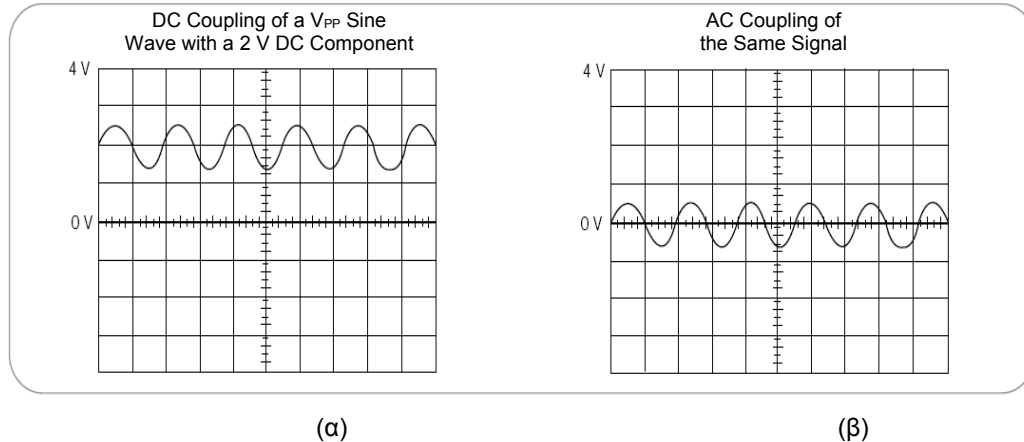 DC Coupling of a VPP Sine
Wave with a 2 V DC Component
4 V
0 V
AC Coupling of
the Same Signal
4 V
0 V
(α)
(β)